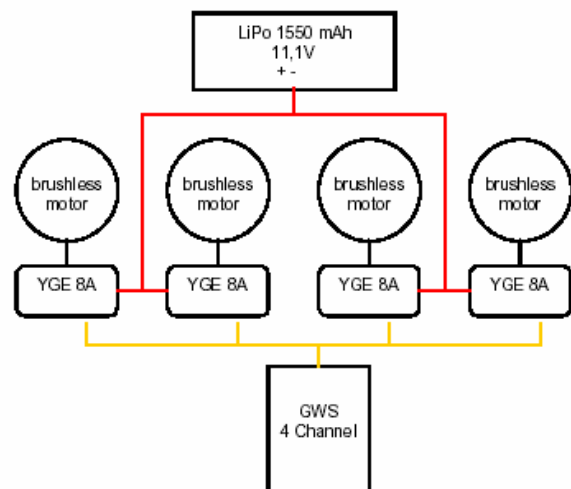 LiPo 1550 mAh
11,1V
+ -
brushless
motor
brushless
motor
brushless
motor
brushless
motor
YGE 8A
YGE 8A
YGE 8A
YGE 8A
GWS
4 Channel